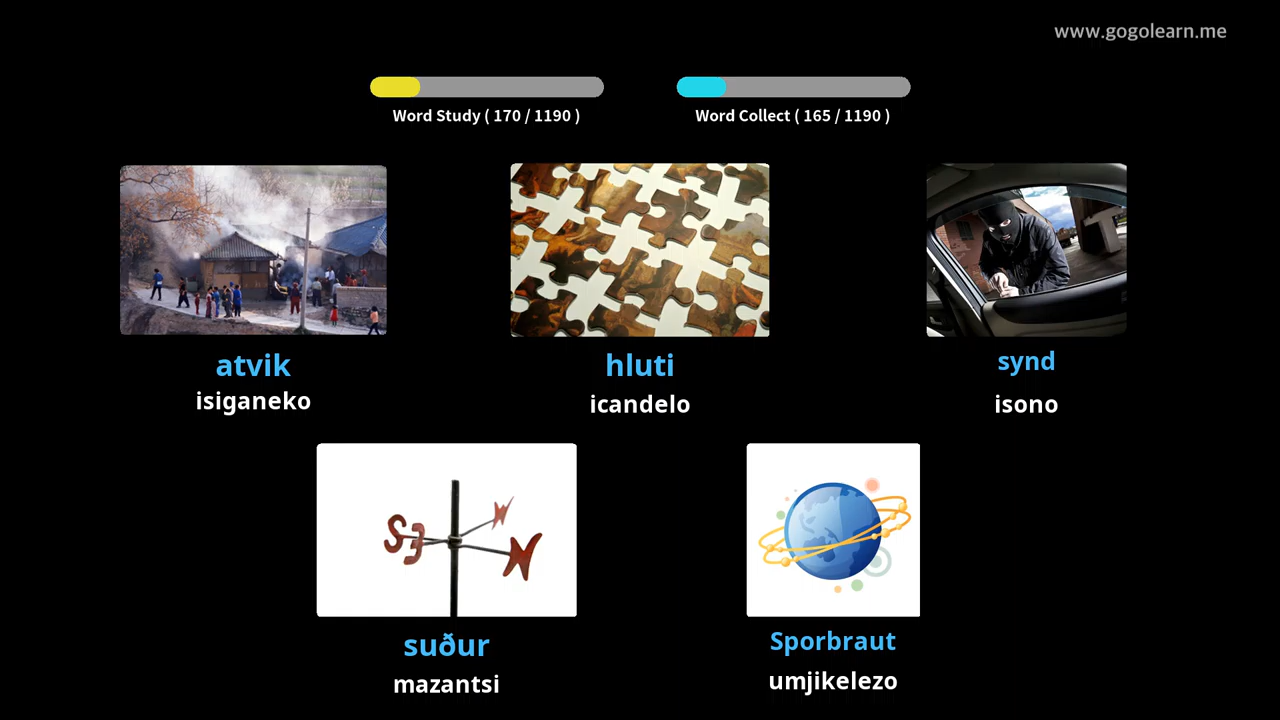 www.gogolearn.me
Word Study ( 170 / 1190 )
Word Collect ( 165 / 1190 )
atvik
isiganeko
hluti
icandelo
synd
isono
suður
mazantsi
Sporbraut
umjikelezo